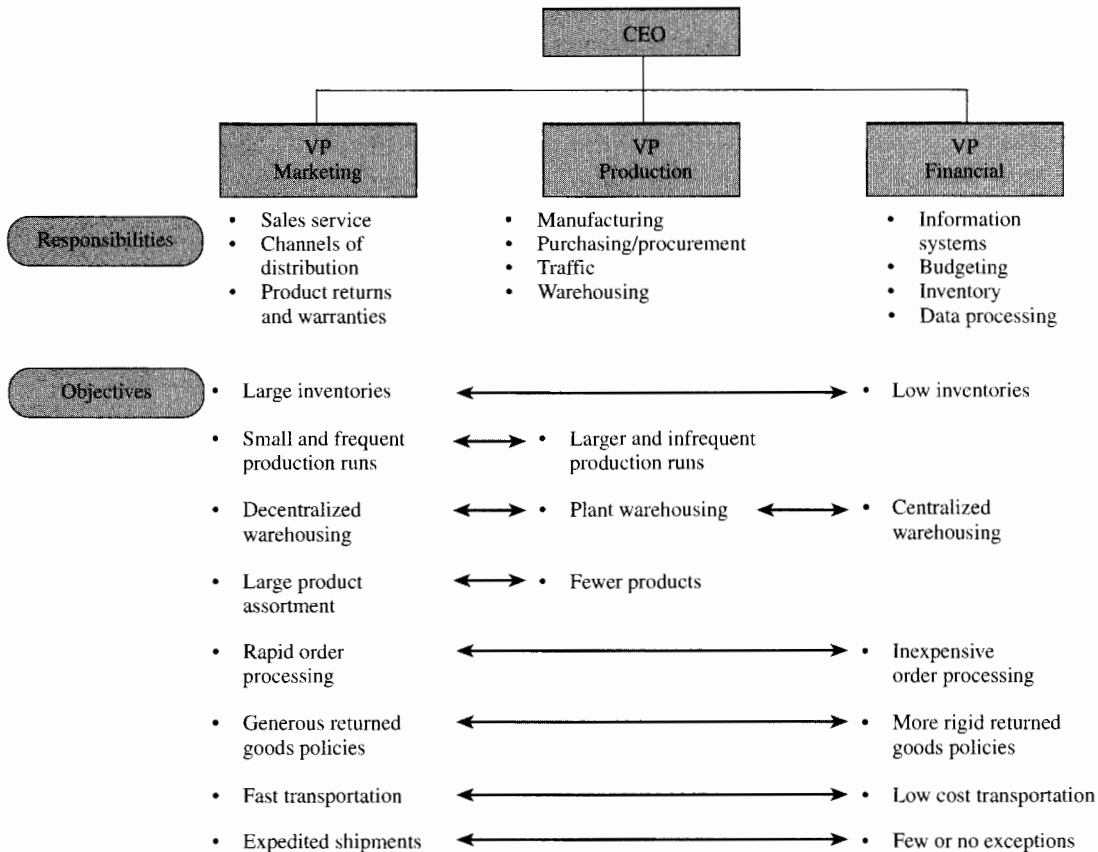 CEO
VP
Marketing
VP
Production
VP
Financial
Responsibilities
• Sales service
• Channels of
distribution
• Product returns
and warranties
• Manufacturing
• Purchasing/procurement
• Traffic
• Warehousing
• Information
systems
• Budgeting
• Inventory
• Data processing
Objectives
• Large inventories
• Low inventories
• Small and frequent
production runs
• Larger and infrequent
production runs
• Decentralized
warehousing
• Plant warehousing
• Centralized
warehousing
• Large product
assortment
• Fewer products
• Rapid order
processing
• Inexpensive
order processing
• Generous returned
goods policies
• More rigid returned
goods policies
• Fast transportation
• Low cost transportation
• Expedited shipments
• Few or no exceptions